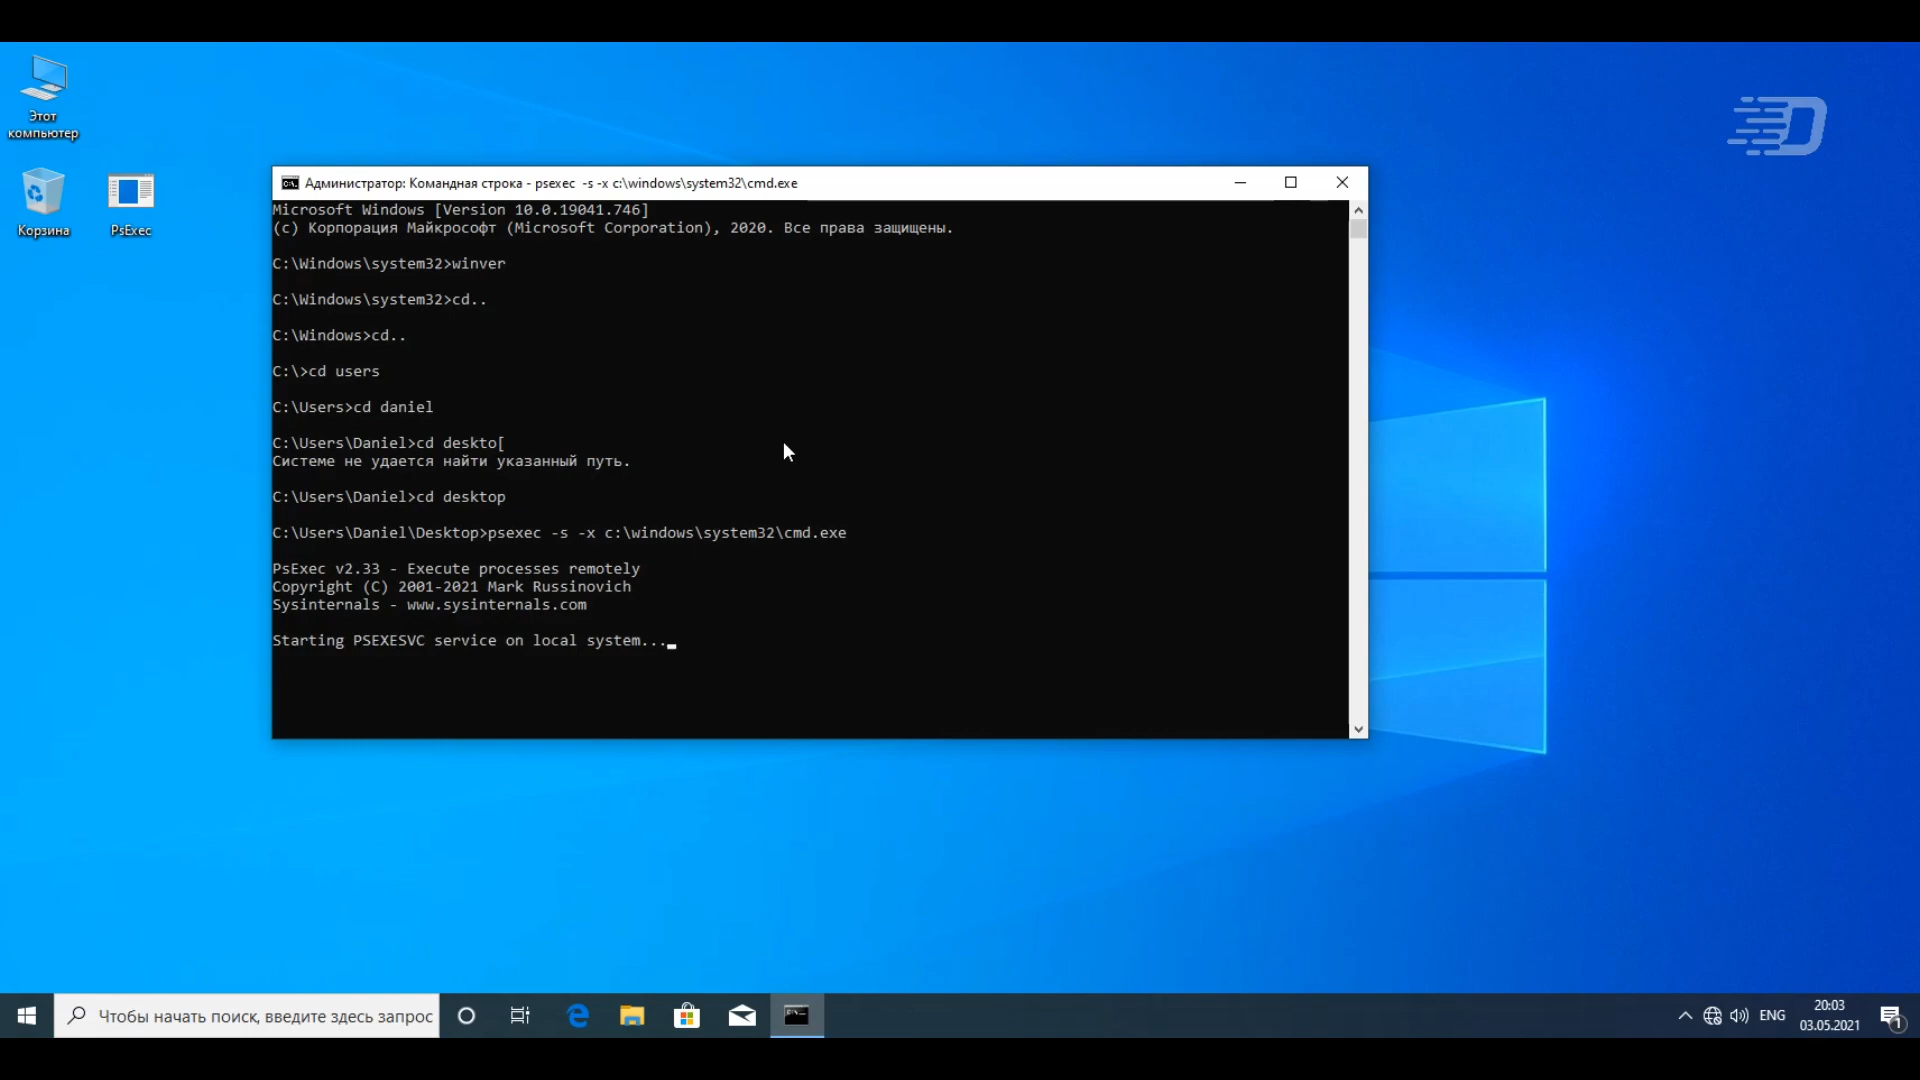 Этот
компьютер
Корзина
PsExec
Администратор: Командная строка - psexec  -s -x c:\windows\system32\cmd.exe
Microsoft Windows [Version 10.0.19041.746]
(c) Корпорация Майкрософт (Microsoft Corporation), 2020. Все права защищены.
C:\Windows\system32>winver
C:\Windows\system32>cd..
C:\Windows>cd..
C:\>cd users
C:\Users>cd daniel
C:\Users\Daniel>cd deskto[
Системе не удается найти указанный путь.
C:\Users\Daniel>cd desktop
C:\Users\Daniel\Desktop>psexec -s -x c:\windows\system32\cmd.exe
PsExec v2.33 - Execute processes remotely
Copyright (C) 2001-2021 Mark Russinovich
Sysinternals - www.sysinternals.com
Starting PSEXESVC service on local system..._
Чтобы начать поиск, введите здесь запрос
ENG
20:03
03.05.2021
1